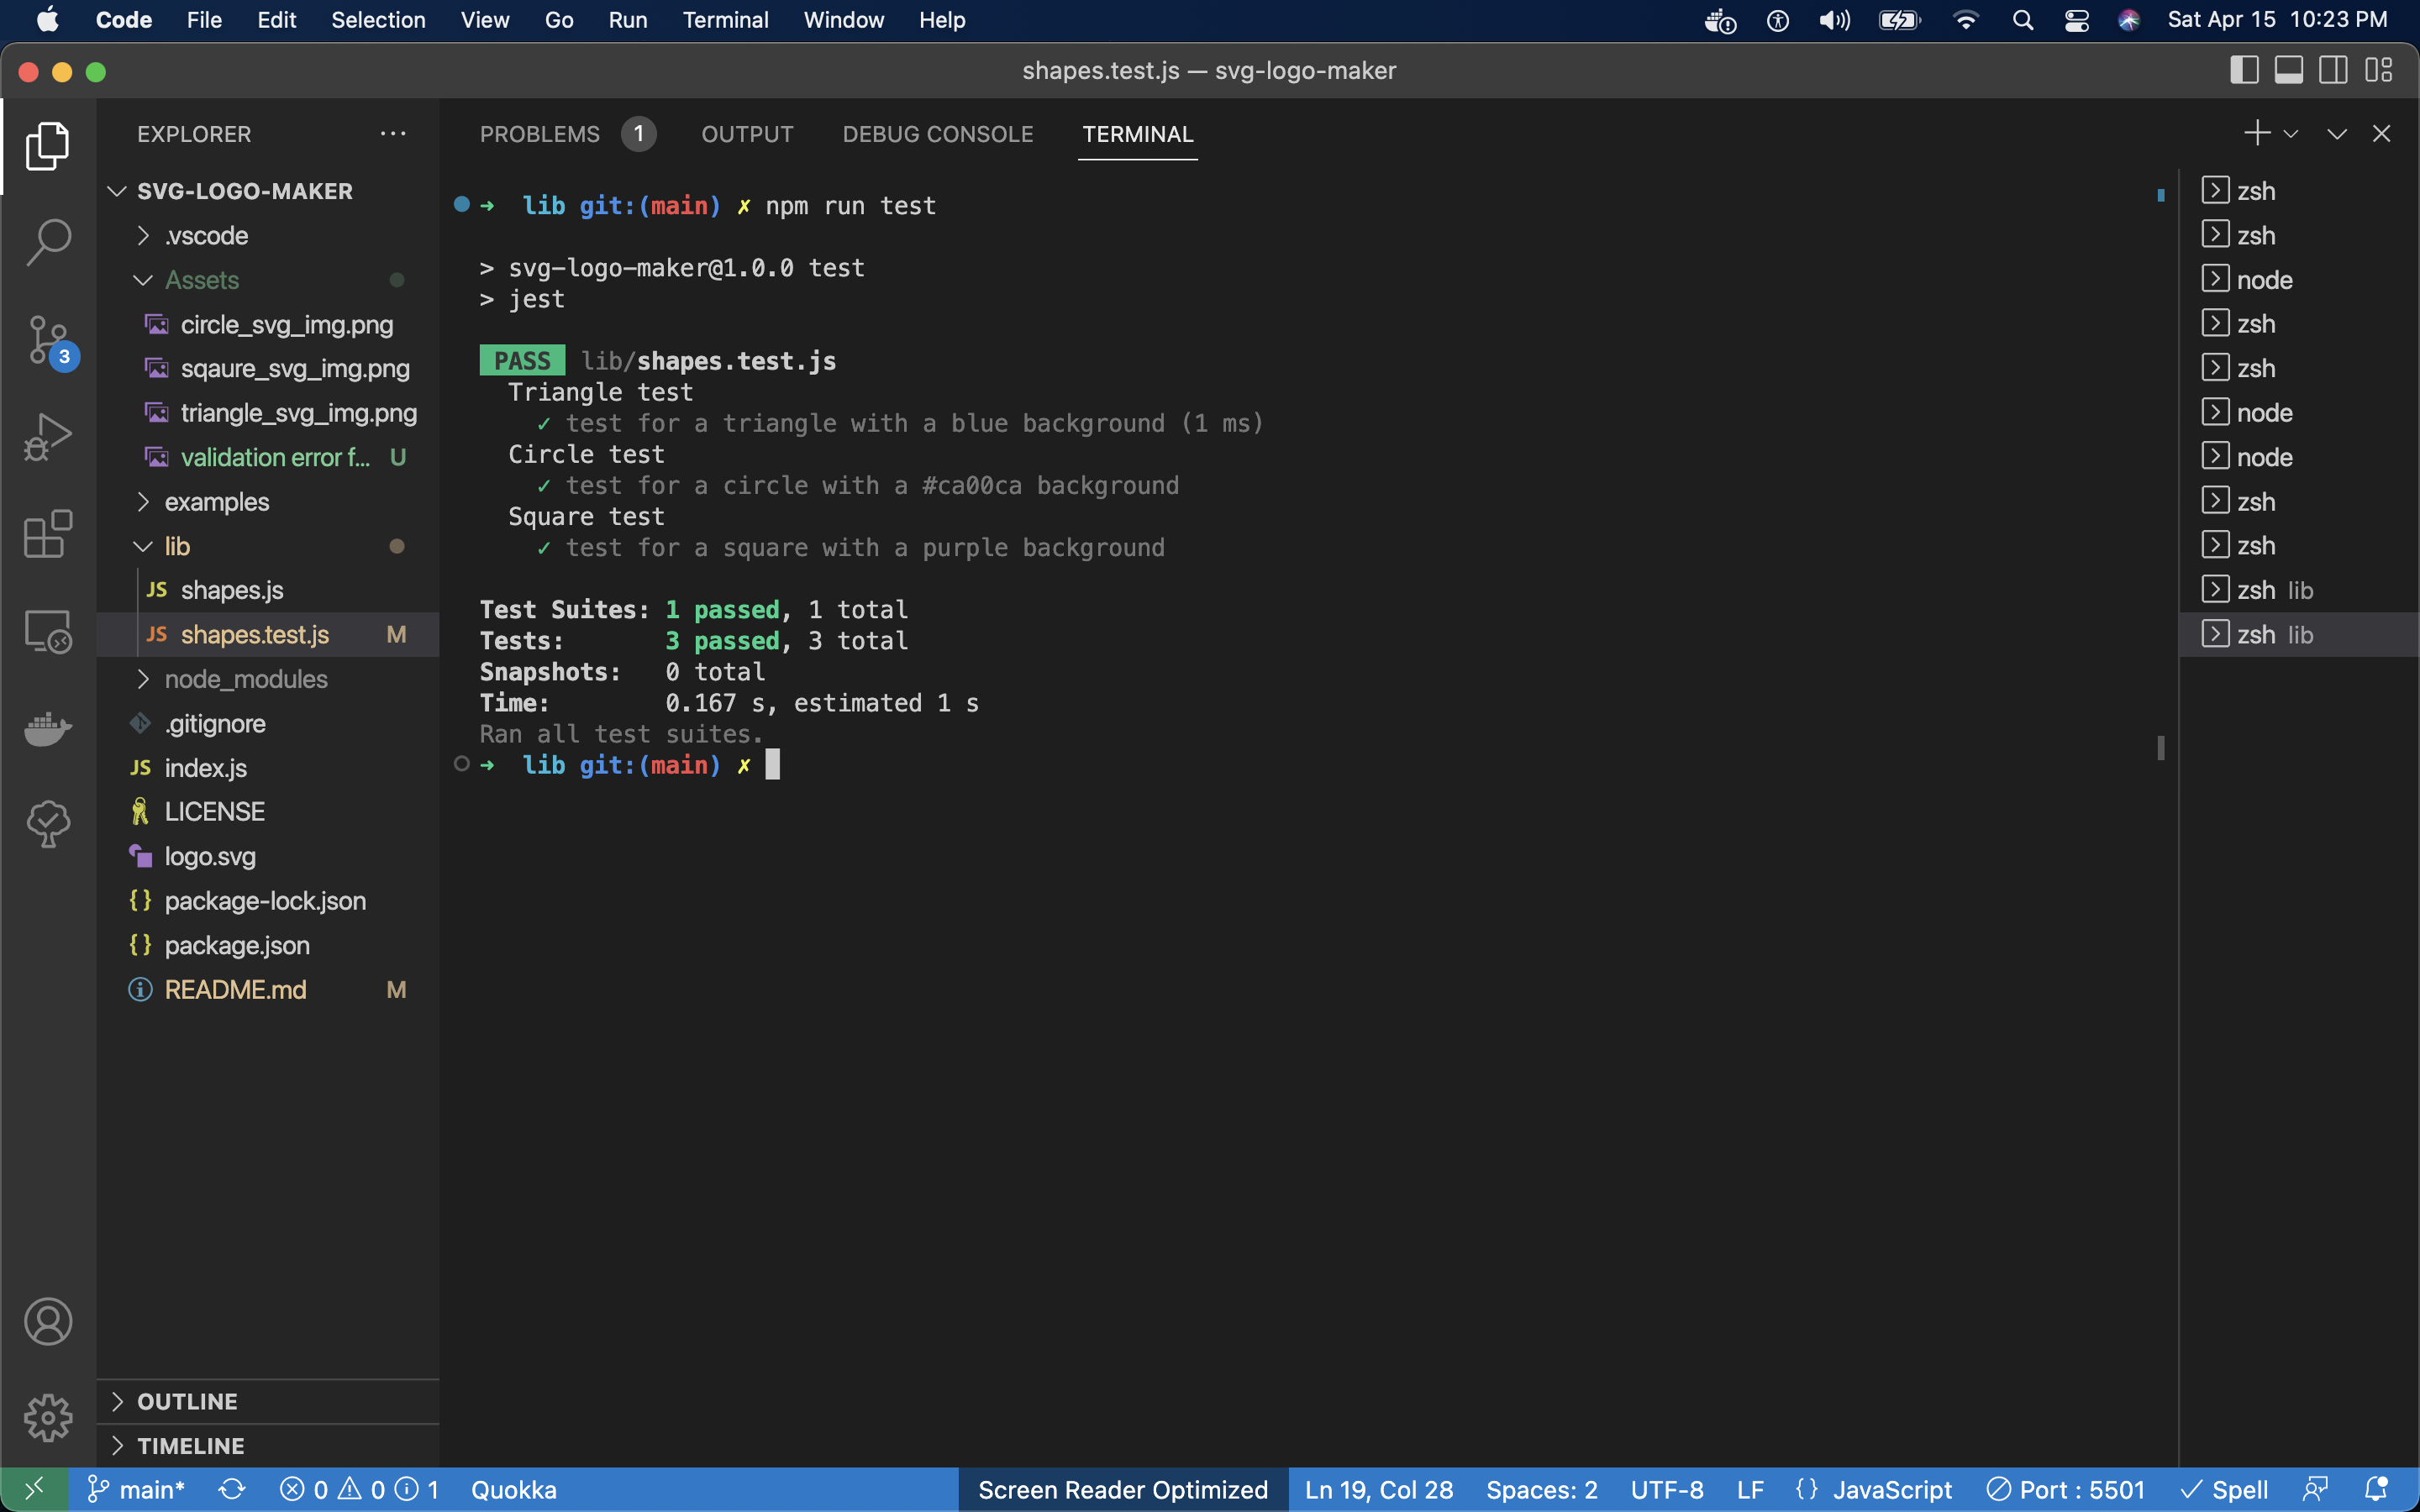 Code File Edit Selection View Go Run Terminal Window Help Sat Apr 15 10:23 PM
shapes.test.js — svg-logo-maker
EXPLORER
SVG-LOGO-MAKER
.vscode
Assets
circle_svg_img.png
sqaure_svg_img.png
triangle_svg_img.png
validation error f... U
examples
lib
JS shapes.js
JS shapes.test.js M
node_modules
.gitignore
JS index.js
LICENSE
logo.svg
{} package-lock.json
{} package.json
README.md M
OUTLINE
TIMELINE
3
PROBLEMS 1 OUTPUT DEBUG CONSOLE TERMINAL
➜ lib git:(main) ✗ npm run test
> svg-logo-maker@1.0.0 test
> jest
PASS lib/shapes.test.js
Triangle test
✓ test for a triangle with a blue background (1 ms)
Circle test
✓ test for a circle with a #ca00ca background
Square test
✓ test for a square with a purple background
Test Suites: 1 passed, 1 total
Tests: 3 passed, 3 total
Snapshots: 0 total
Time: 0.167 s, estimated 1 s
Ran all test suites.
➜ lib git:(main) ✗
zsh
zsh
node
zsh
zsh
node
node
zsh
zsh
zsh lib
zsh lib
main* 0 0 1 Quokka Screen Reader Optimized Ln 19, Col 28 Spaces: 2 UTF-8 LF {} JavaScript Port : 5501 Spell